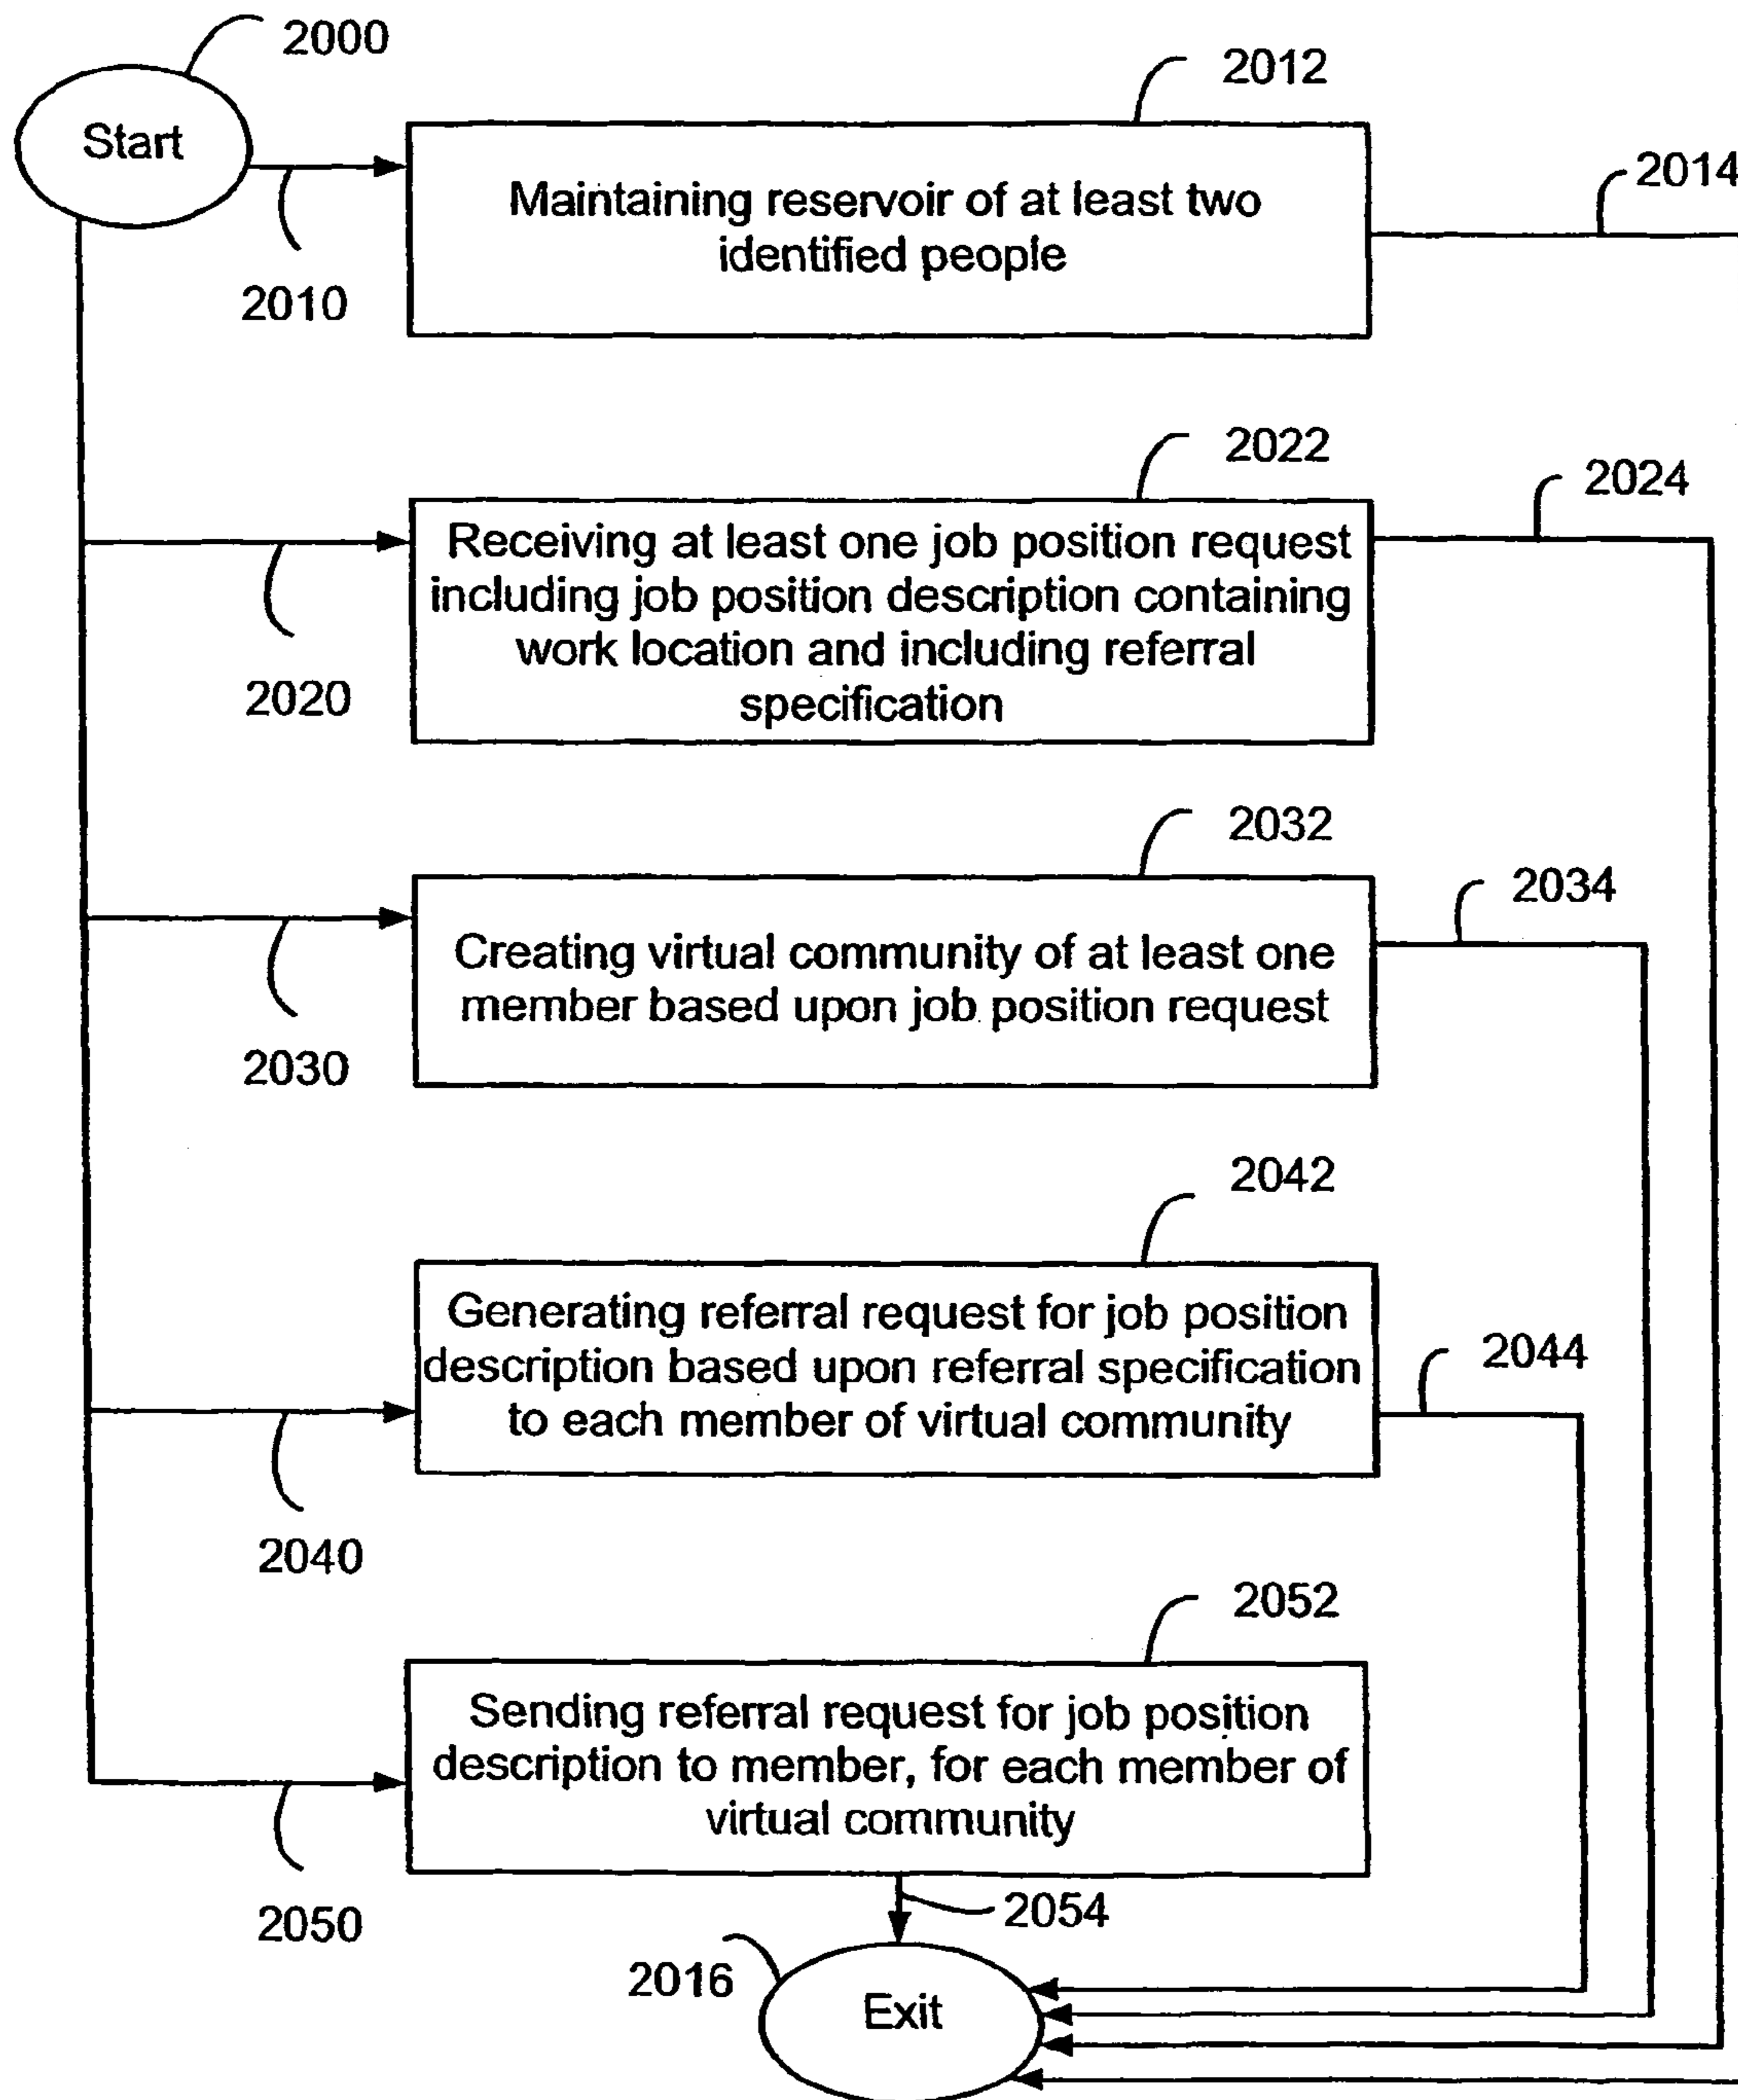 2000
Start
2010
2012
Maintaining reservoir of at least two
identified people
2014
2020
2022
Receiving at least one job position request
including job position description containing
work location and including referral
specification
2024
2030
2032
Creating virtual community of at least one
member based upon job position request
2034
2040
2042
Generating referral request for job position
description based upon referral specification
to each member of virtual community
2044
2050
2052
Sending referral request for job position
description to member, for each member of
virtual community
2054
2016
Exit